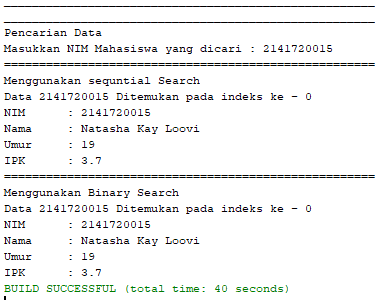 Pencarian Data
Masukkan NIM Mahasiswa yang dicari : 2141720015
=====================================================
Menggunakan sequntial Search
Data 2141720015 Ditemukan pada indeks ke - 0
NIM      : 2141720015
Nama     : Natasha Kay Loovi
Umur     : 19
IPK      : 3.7
=====================================================
Menggunakan Binary Search
Data 2141720015 Ditemukan pada indeks ke - 0
NIM      : 2141720015
Nama     : Natasha Kay Loovi
Umur     : 19
IPK      : 3.7
BUILD SUCCESSFUL (total time: 40 seconds)